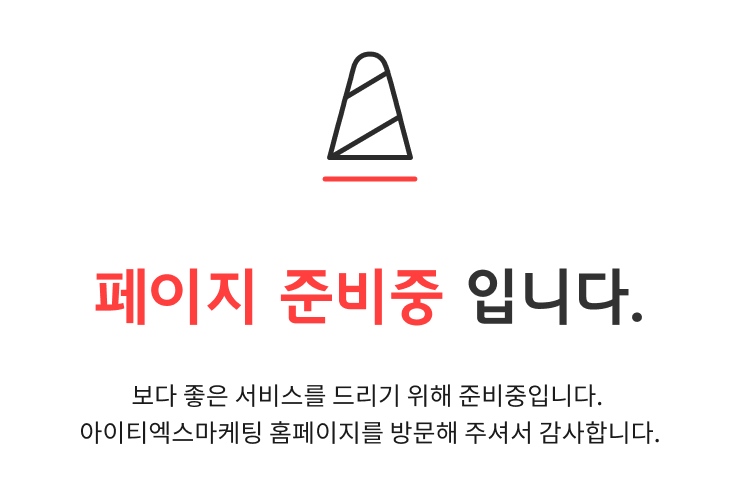 페이지 준비중 입니다.
보다 좋은 서비스를 드리기 위해 준비중입니다.
아이티엑스마케팅 홈페이지를 방문해 주셔서 감사합니다.